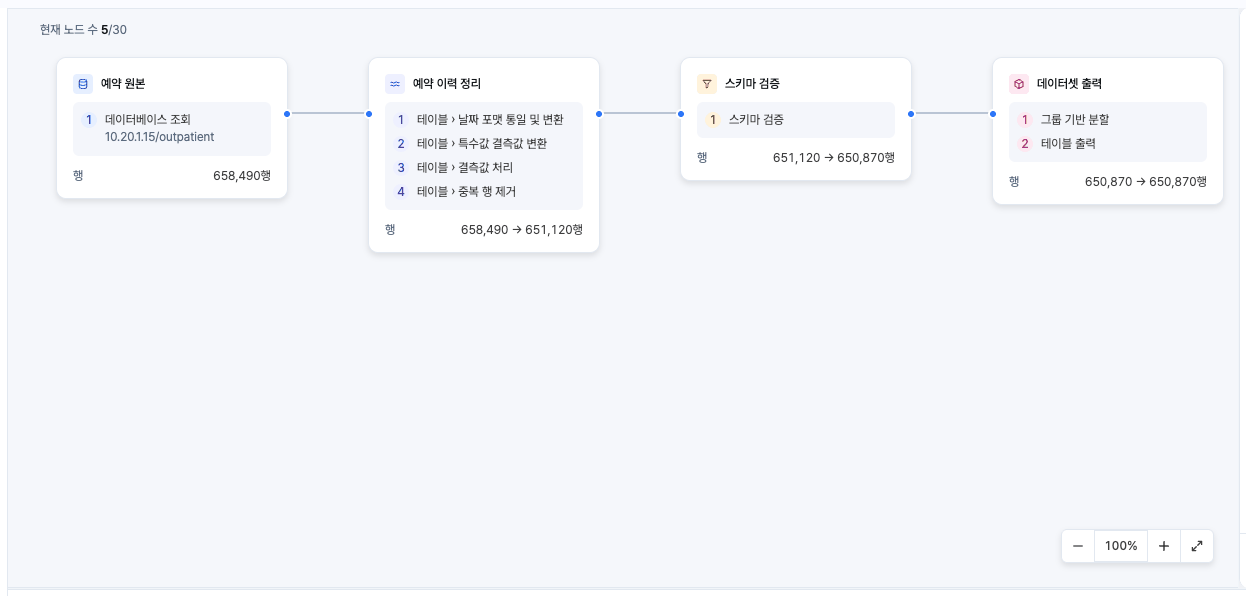 현재 노드 수 5/30
예약 원본
1 데이터베이스 조회
10.20.1.15/outpatient
행 658,490행
예약 이력 정리
1 테이블 › 날짜 포맷 통일 및 변환
2 테이블 › 특수값 결측값 변환
3 테이블 › 결측값 처리
4 테이블 › 중복 행 제거
행 658,490 → 651,120행
스키마 검증
1 스키마 검증
행 651,120 → 650,870행
데이터셋 출력
1 그룹 기반 분할
2 테이블 출력
행 650,870 → 650,870행
− 100% +